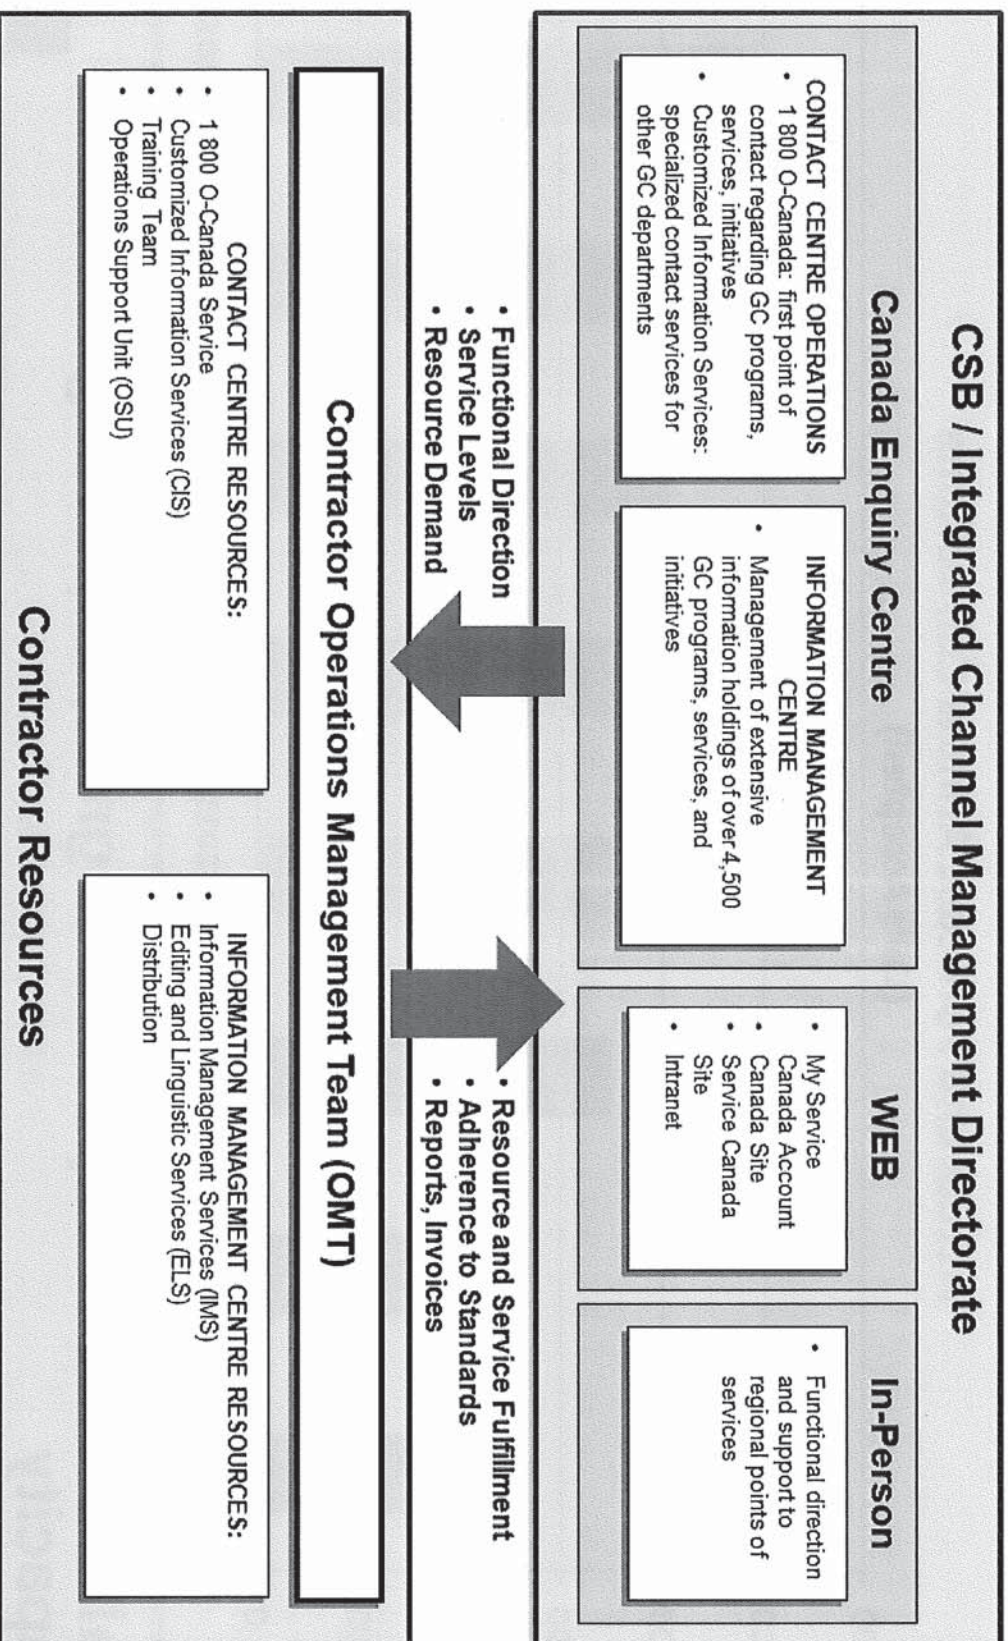 CSB / Integrated Channel Management Directorate
Canada Enquiry Centre
CONTACT CENTRE OPERATIONS
• 1 800 O-Canada: first point of
contact regarding GC programs,
services, initiatives
• Customized Information Services:
specialized contact services for
other GC departments
INFORMATION MANAGEMENT
CENTRE
• Management of extensive
information holdings of over 4,500
GC programs, services, and
initiatives
WEB
• My Service
Canada Account
• Canada Site
• Service Canada
Site
• Intranet
In-Person
• Functional direction
and support to
regional points of
services
• Functional Direction
• Service Levels
• Resource Demand
• Resource and Service Fulfillment
• Adherence to Standards
• Reports, Invoices
Contractor Operations Management Team (OMT)
CONTACT CENTRE RESOURCES:
• 1 800 O-Canada Service
• Customized Information Services (CIS)
• Training Team
• Operations Support Unit (OSU)
INFORMATION MANAGEMENT CENTRE RESOURCES:
• Information Management Services (IMS)
• Editing and Linguistic Services (ELS)
• Distribution
Contractor Resources